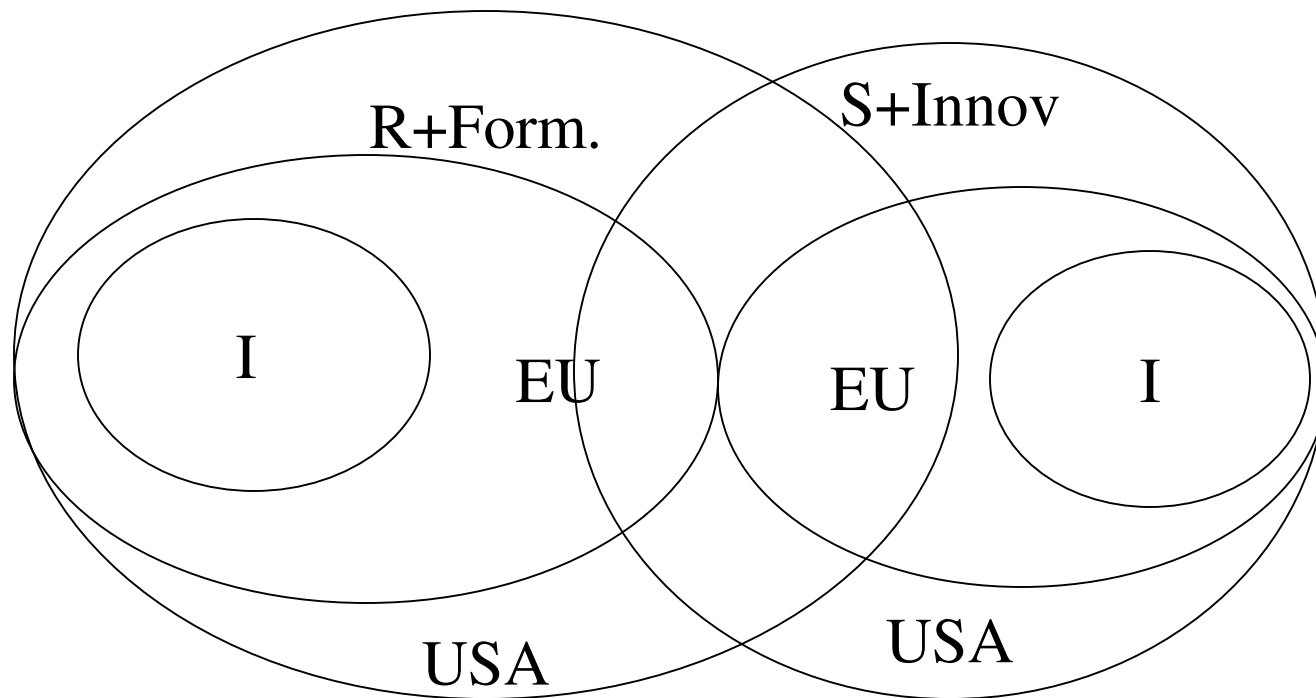 S+Innov
R+Form.
I
EU
EU
I
USA
USA